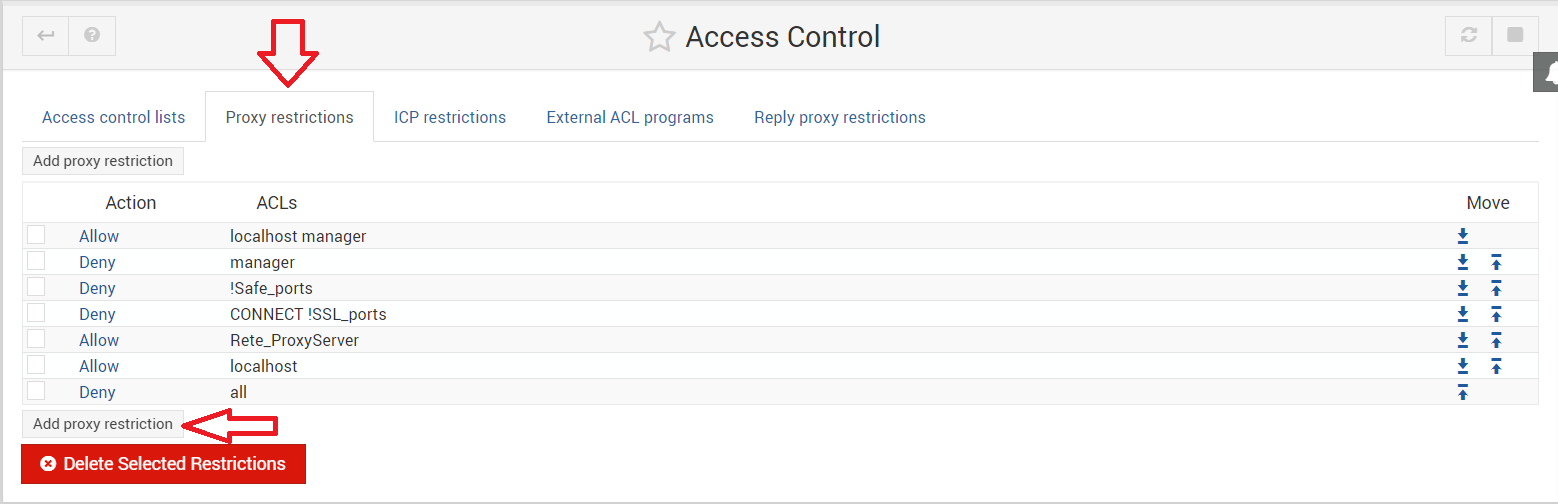 Access Control
Access control lists Proxy restrictions ICP restrictions External ACL programs Reply proxy restrictions
Add proxy restriction
Action ACLs Move
Allow localhost manager
Deny manager
Deny !Safe_ports
Deny CONNECT !SSL_ports
Allow Rete_ProxyServer
Allow localhost
Deny all
Add proxy restriction
Delete Selected Restrictions